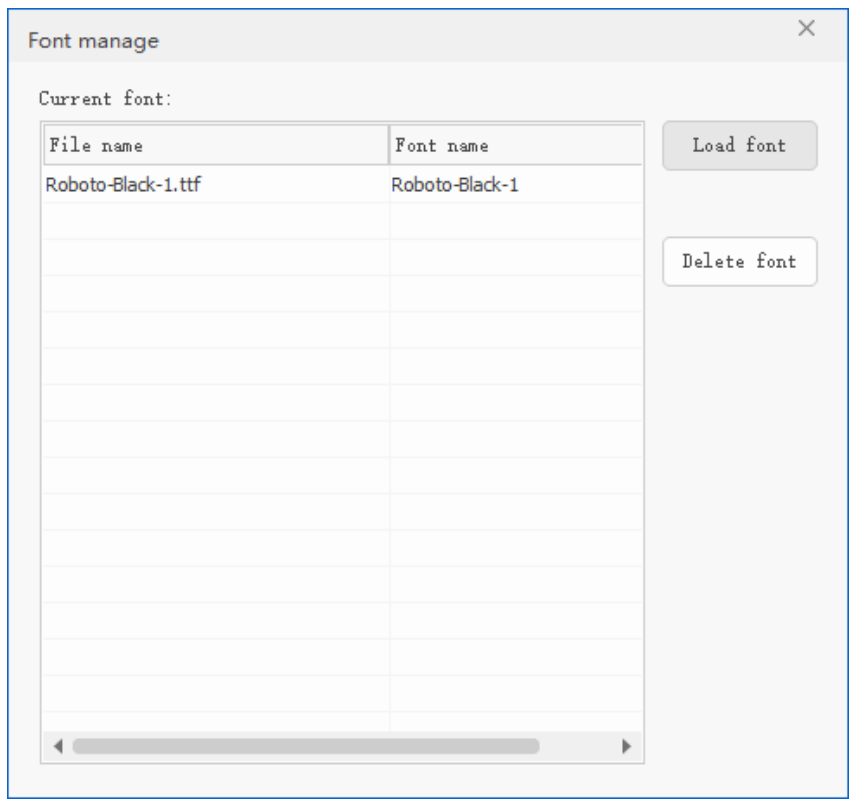 Font manage
Current font:
File name Font name
Load font
Roboto-Black-1.ttf Roboto-Black-1
Delete font